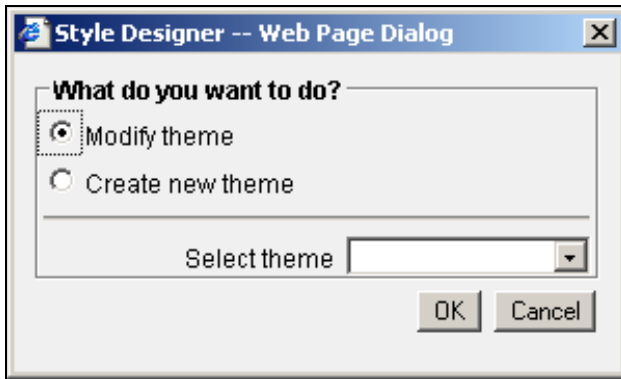 Style Designer -- Web Page Dialog
What do you want to do?
Modify theme
Create new theme
Select theme
OK Cancel